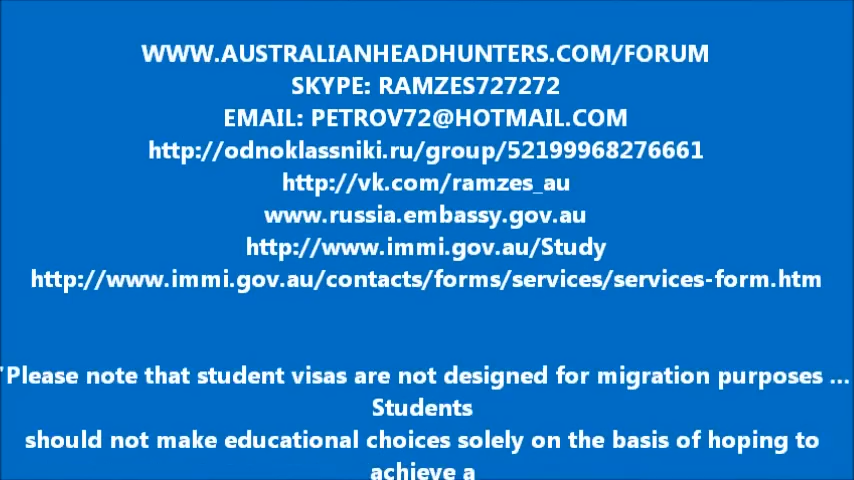 WWW.AUSTRALIANHEADHUNTERS.COM/FORUM
SKYPE: RAMZES727272
EMAIL: PETROV72@HOTMAIL.COM
http://odnoklassniki.ru/group/52199968276661
http://vk.com/ramzes_au
www.russia.embassy.gov.au
http://www.immi.gov.au/Study
http://www.immi.gov.au/contacts/forms/services/services-form.htm
"Please note that student visas are not designed for migration purposes ...
Students
should not make educational choices solely on the basis of hoping to
achieve a